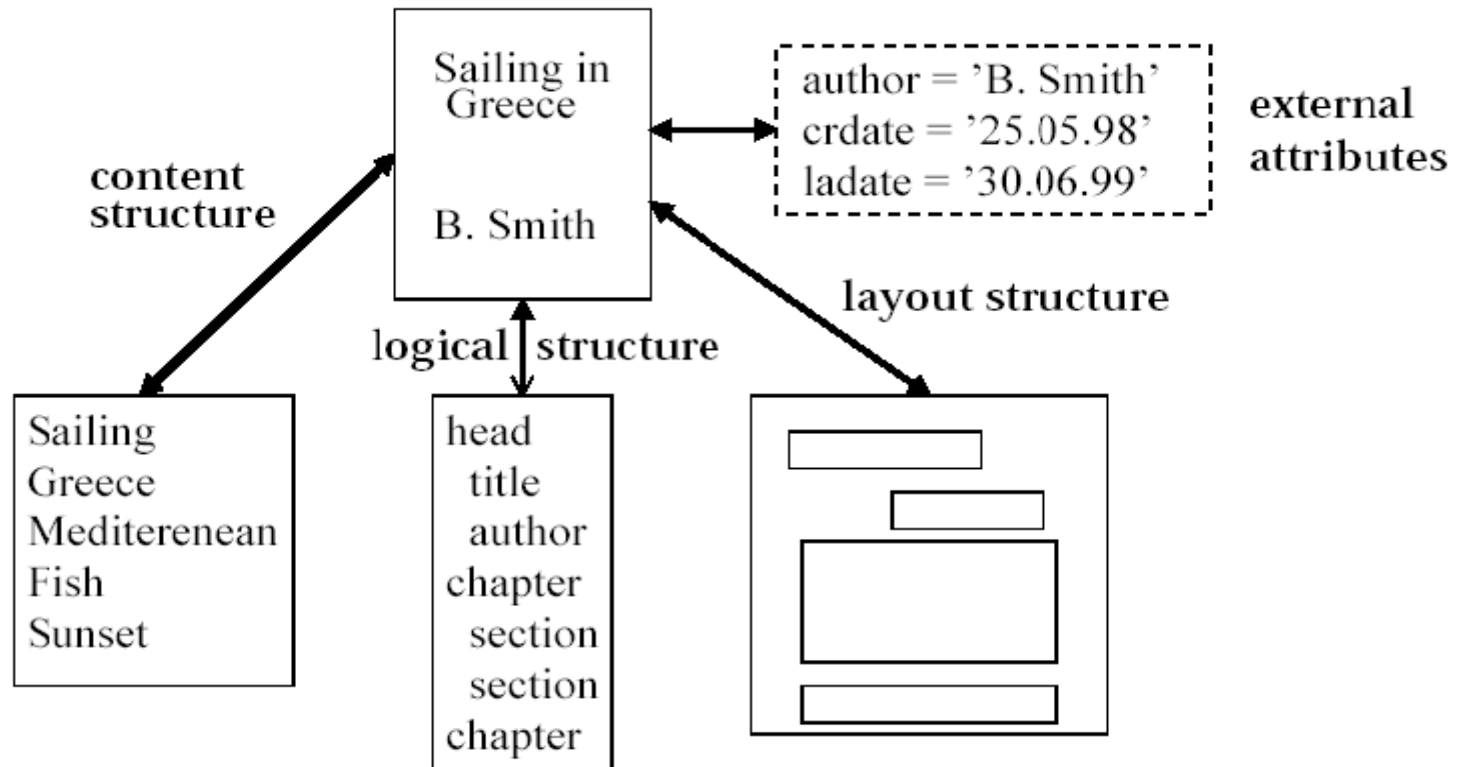 Sailing in
Greece
B. Smith
author = ’B. Smith’
crdate = ’25.05.98’
ladate = ’30.06.99’
external
attributes
content
structure
layout structure
logical structure
Sailing
Greece
Mediterenean
Fish
Sunset
head
title
author
chapter
section
section
chapter